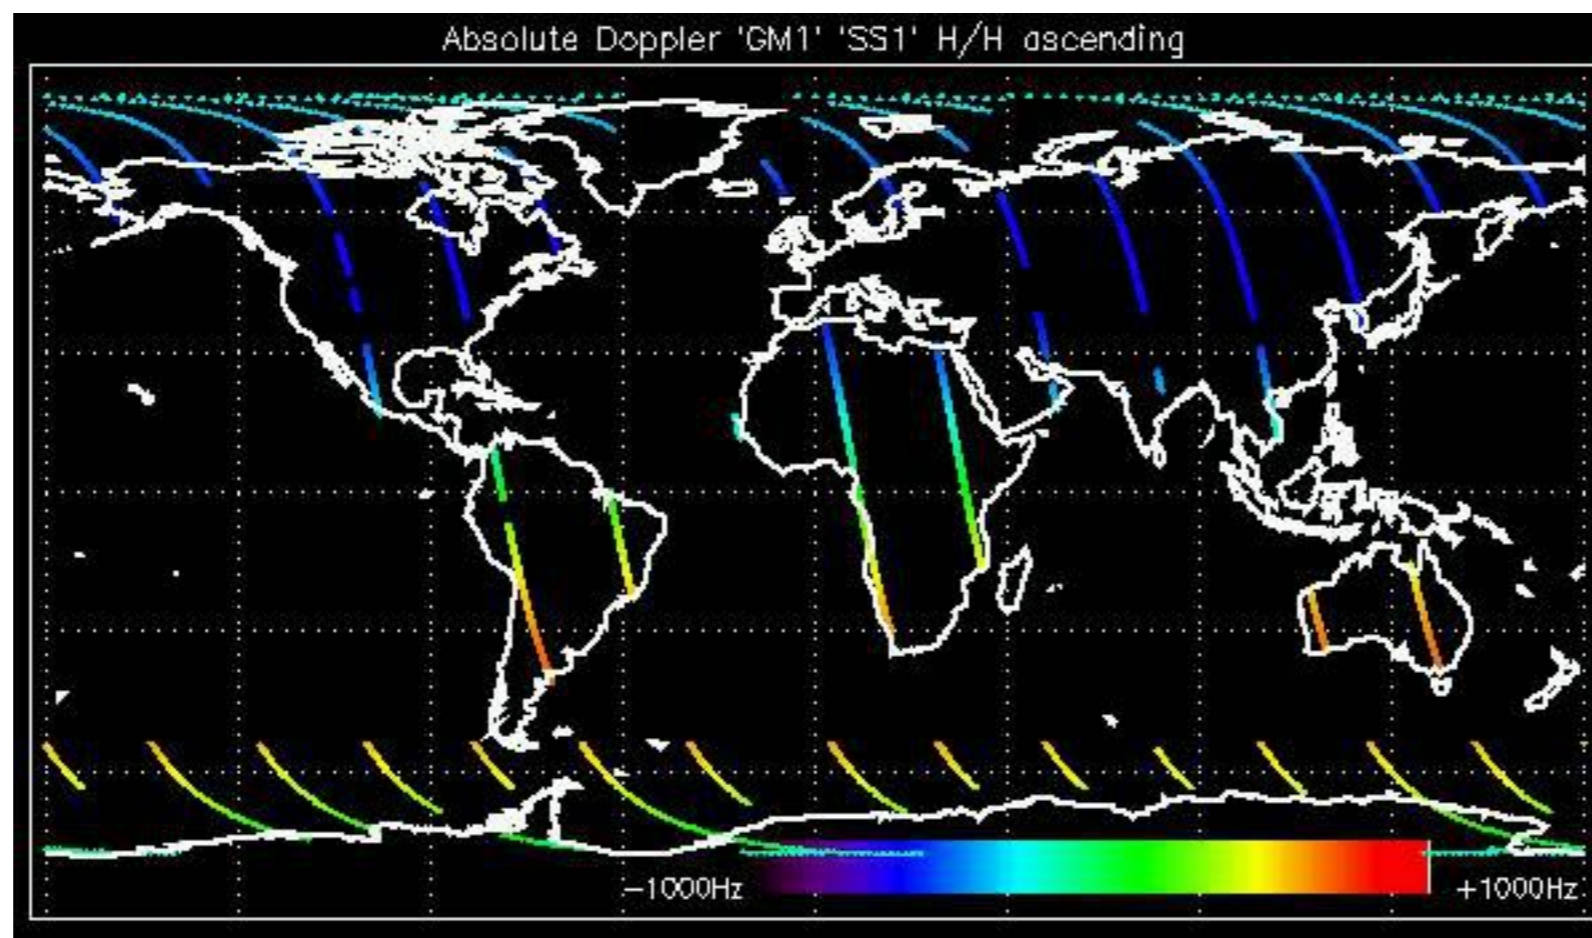 Absolute Doppler 'GM1' 'SS1' H/H ascending
-1000Hz
+1000Hz